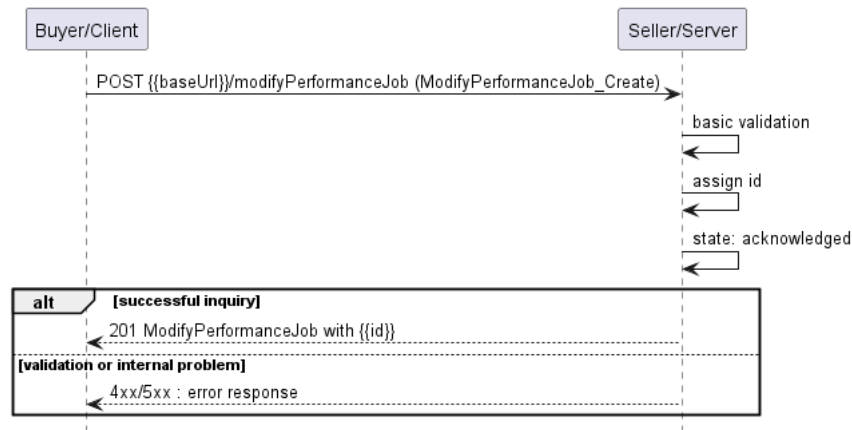 Buyer/Client
Seller/Server
POST {{baseUrl}}/modifyPerformanceJob (ModifyPerformanceJob_Create)
basic validation
assign id
state: acknowledged
alt
[successful inquiry]
201 ModifyPerformanceJob with {{id}}
[validation or internal problem]
4xx/5xx : error response